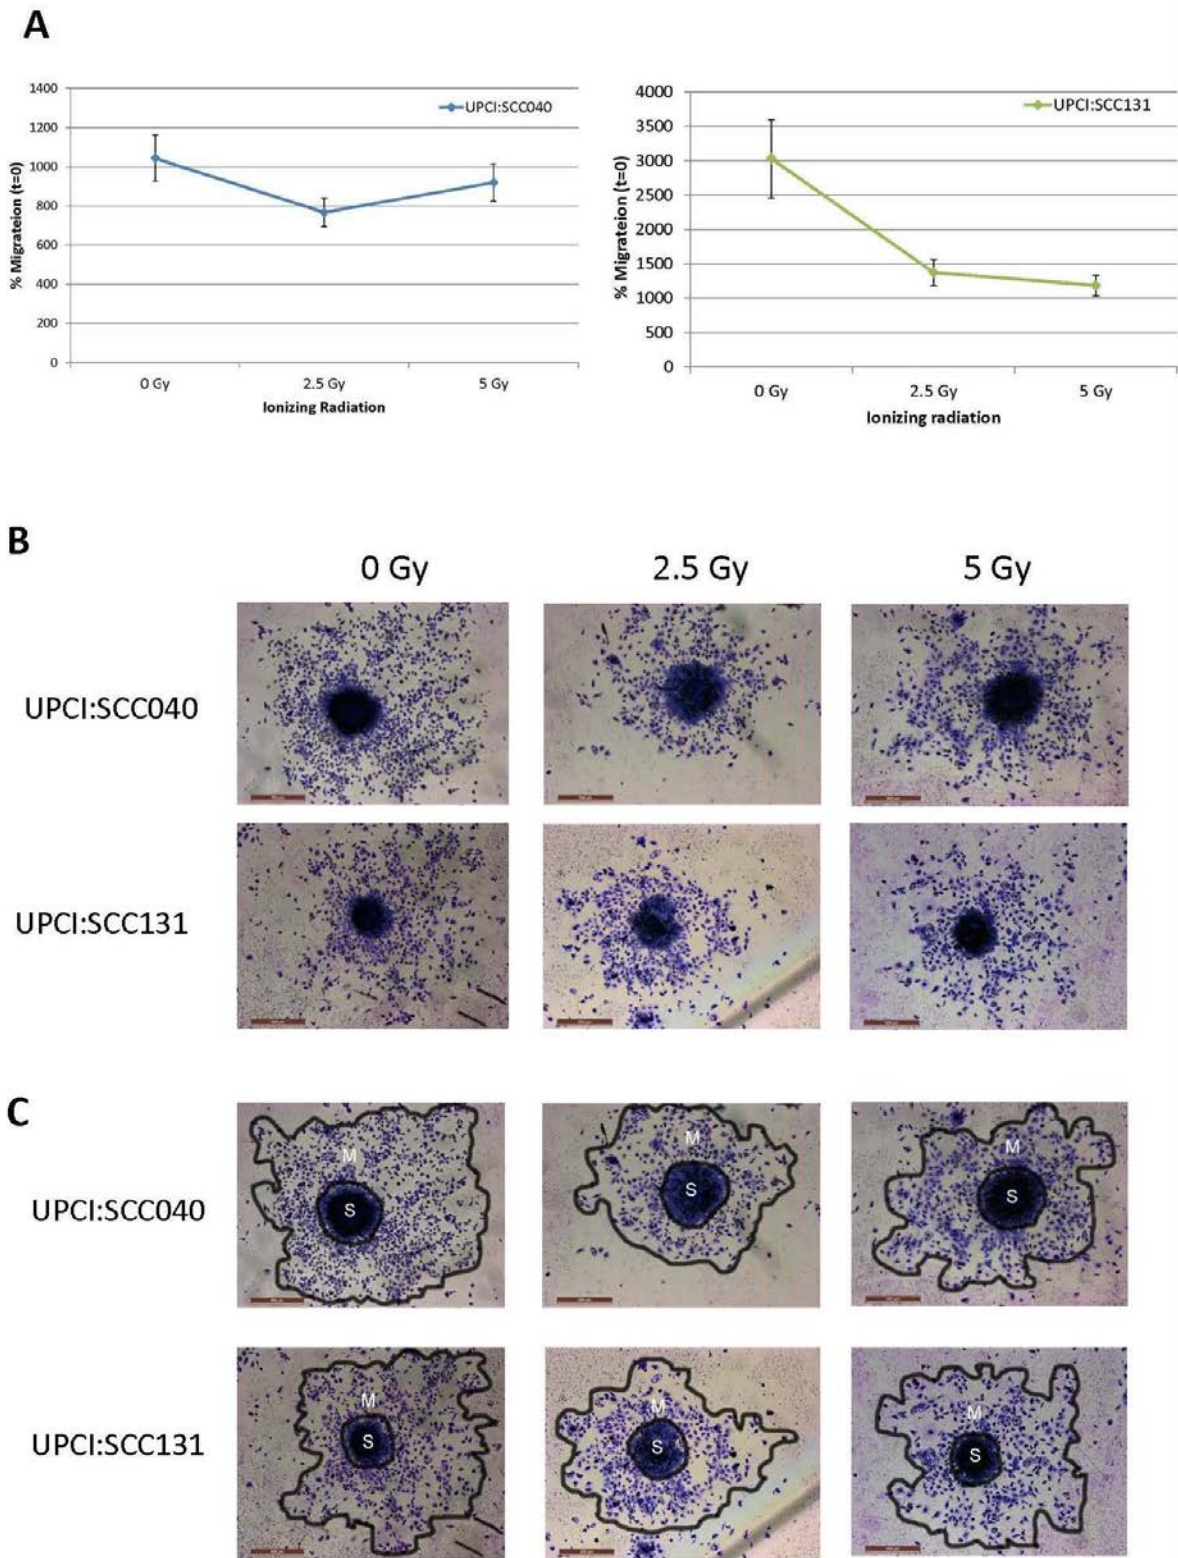 A
1400
1200
1000
800
600
400
200
0
% Migrateion (t=0)
UPCI:SCC040
0 Gy
2.5 Gy
5 Gy
Ionizing Radiation
4000
3500
3000
2500
2000
1500
1000
500
0
% Migrateion (t=0)
UPCI:SCC131
0 Gy
2.5 Gy
5 Gy
Ionizing radiation
B
0 Gy 2.5 Gy 5 Gy
UPCI:SCC040
UPCI:SCC131
C
UPCI:SCC040
M M M
S S S
UPCI:SCC131
M M M
S S S